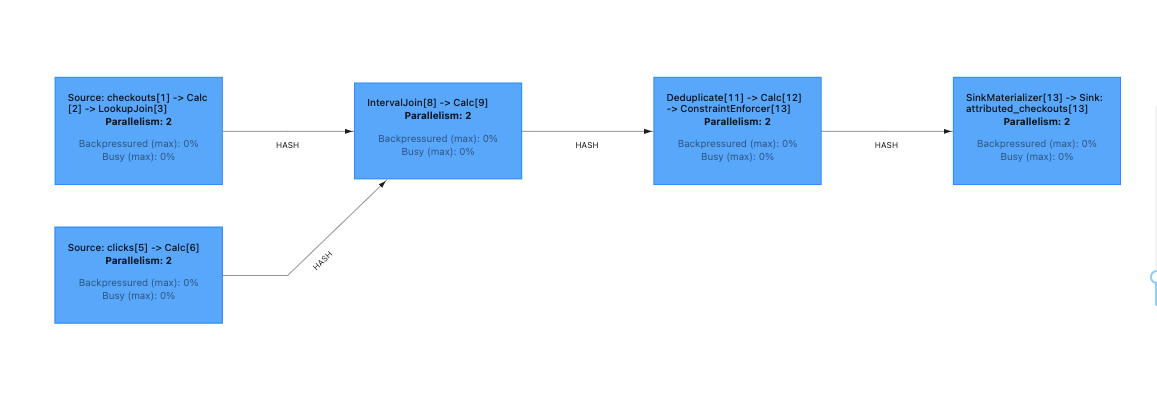 Source: checkouts[1] -> Calc
[2] -> LookupJoin[3]
Parallelism: 2
Backpressured (max): 0%
Busy (max): 0%
HASH
IntervalJoin[8] -> Calc[9]
Parallelism: 2
Backpressured (max): 0%
Busy (max): 0%
HASH
Deduplicate[11] -> Calc[12]
-> ConstraintEnforcer[13]
Parallelism: 2
Backpressured (max): 0%
Busy (max): 0%
HASH
SinkMaterializer[13] -> Sink:
attributed_checkouts[13]
Parallelism: 2
Backpressured (max): 0%
Busy (max): 0%
Source: clicks[5] -> Calc[6]
Parallelism: 2
Backpressured (max): 0%
Busy (max): 0%
HASH